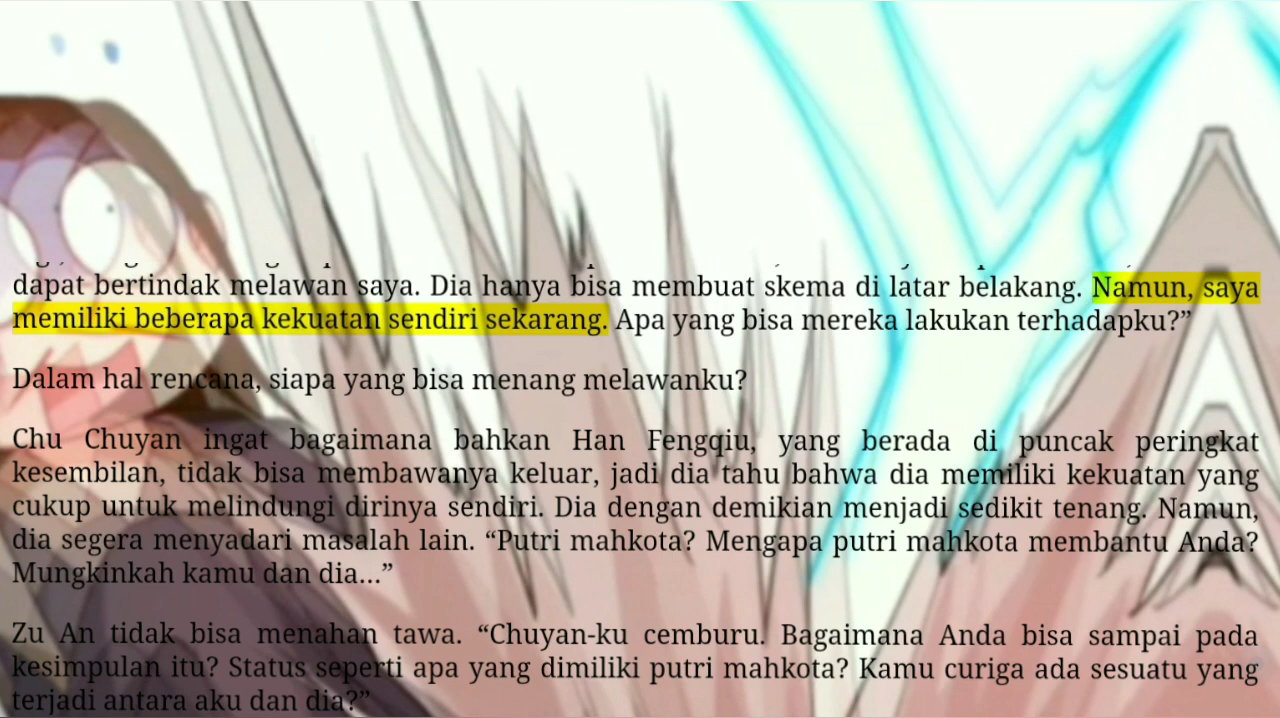 dapat bertindak melawan saya. Dia hanya bisa membuat skema di latar belakang. Namun, saya
memiliki beberapa kekuatan sendiri sekarang. Apa yang bisa mereka lakukan terhadapku?”
Dalam hal rencana, siapa yang bisa menang melawanku?
Chu Chuyan ingat bagaimana bahkan Han Fengqiu, yang berada di puncak peringkat
kesembilan, tidak bisa membawanya keluar, jadi dia tahu bahwa dia memiliki kekuatan yang
cukup untuk melindungi dirinya sendiri. Dia dengan demikian menjadi sedikit tenang. Namun,
dia segera menyadari masalah lain. “Putri mahkota? Mengapa putri mahkota membantu Anda?
Mungkinkah kamu dan dia...”
Zu An tidak bisa menahan tawa. “Chuyan-ku cemburu. Bagaimana Anda bisa sampai pada
kesimpulan itu? Status seperti apa yang dimiliki putri mahkota? Kamu curiga ada sesuatu yang
terjadi antara aku dan dia?”